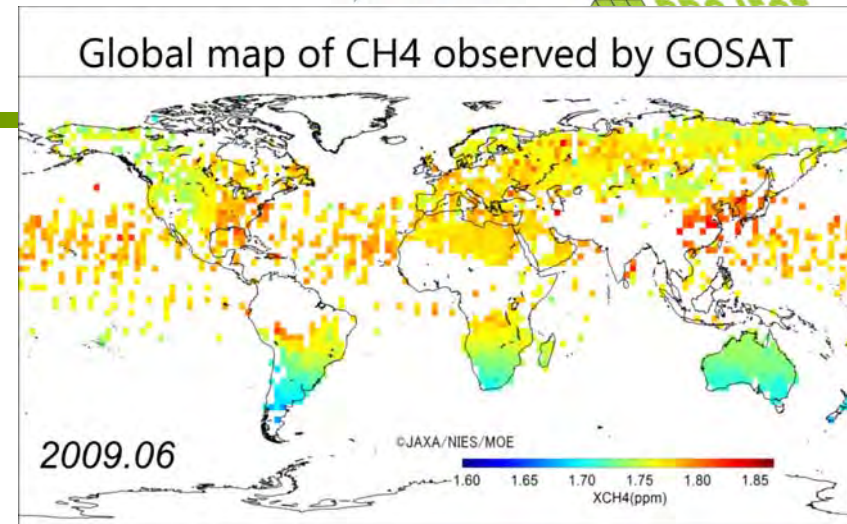 Global map of CH4 observed by GOSAT
2009.06
©JAXA/NIES/MOE
1.60 1.65 1.70 1.75 1.80 1.85
XCH4(ppm)